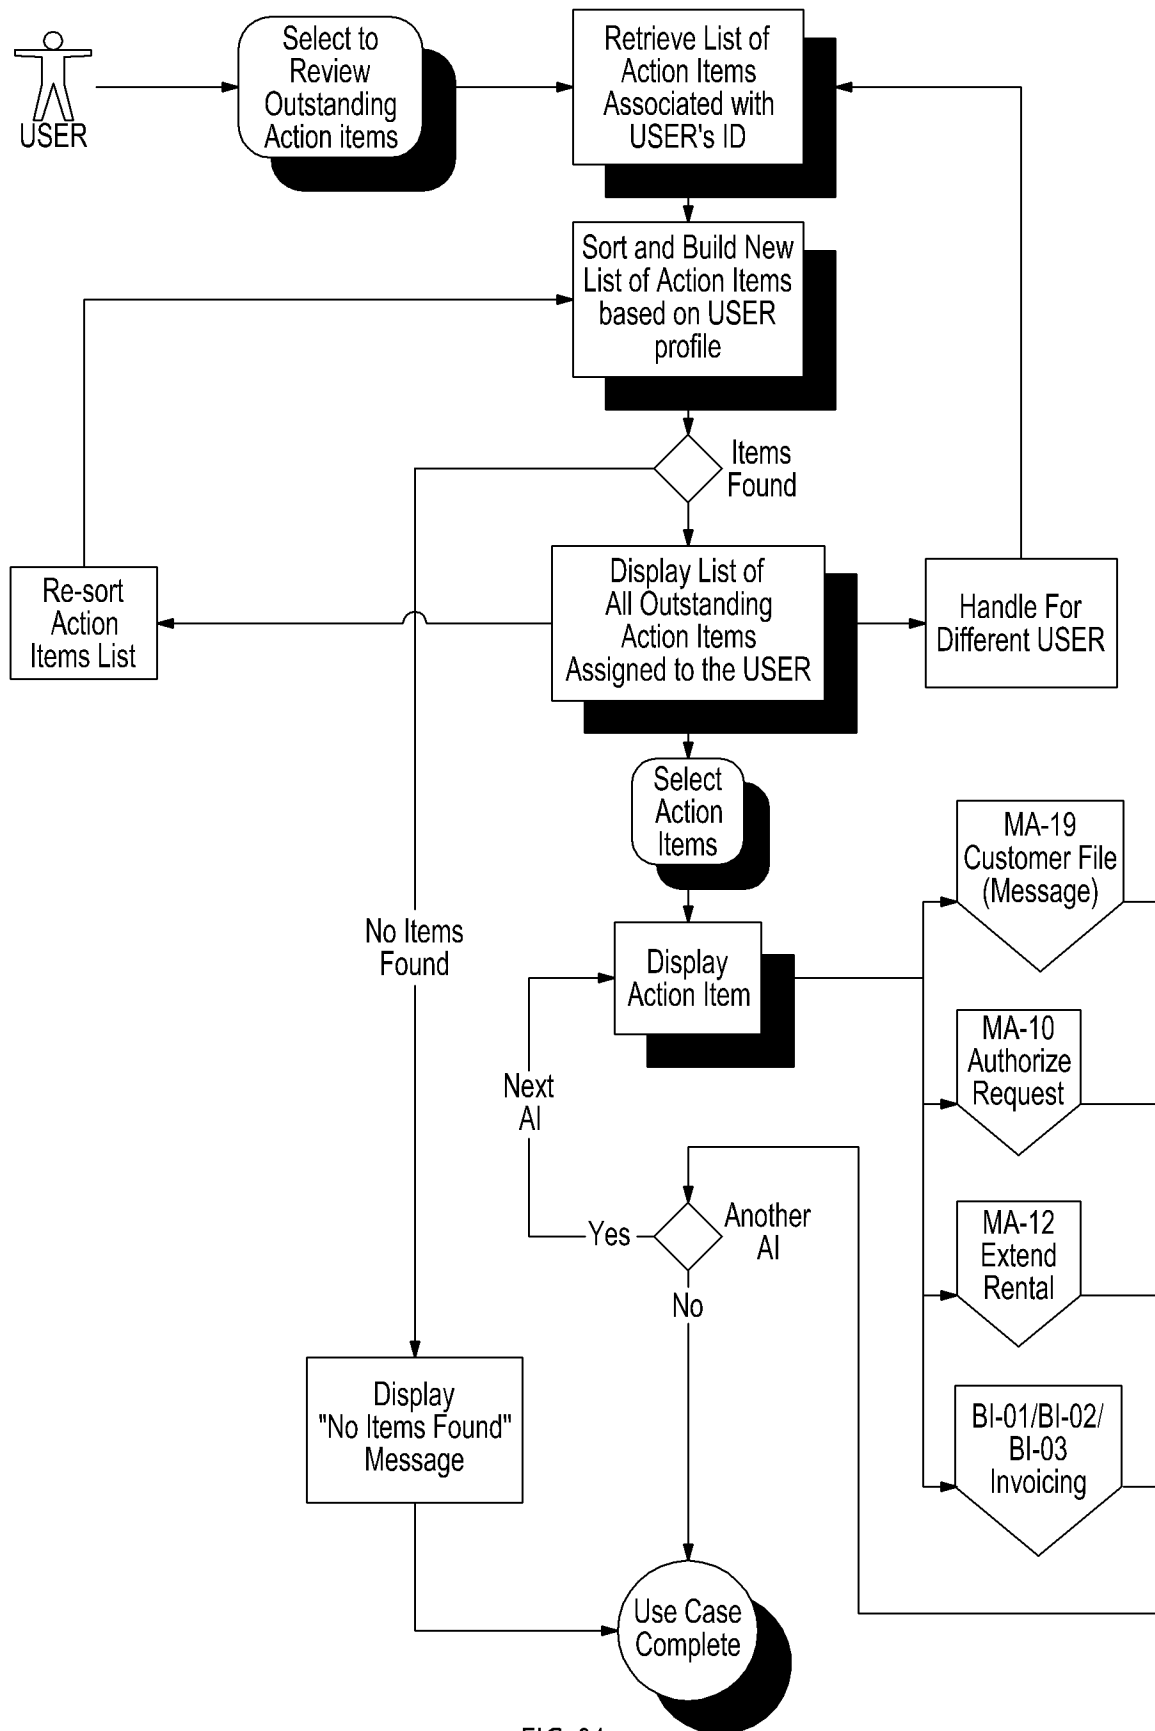 USER
Select to
Review
Outstanding
Action items
Retrieve List of
Action Items
Associated with
USER's ID
Sort and Build New
List of Action Items
based on USER
profile
Items
Found
Re-sort
Action
Items List
Display List of
All Outstanding
Action Items
Assigned to the USER
Handle For
Different USER
Select
Action
Items
No Items
Found
Display
Action Item
MA-19
Customer File
(Message)
MA-10
Authorize
Request
Next
AI
Yes
Another
AI
No
MA-12
Extend
Rental
Display
"No Items Found"
Message
BI-01/BI-02/
BI-03
Invoicing
Use Case
Complete